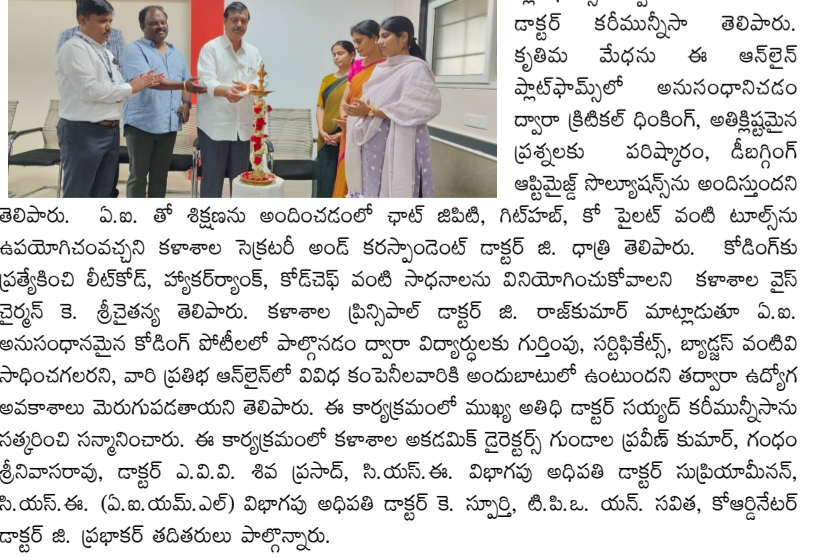 డాక్టర్ కరీమున్నీసా తెలిపారు.
కృతిమ మేధను ఈ ఆన్‌లైన్
ప్లాట్‌ఫామ్స్‌లో అనుసంధానిచడం
ద్వారా క్రిటికల్ థింకింగ్, అతిక్లిష్టమైన
ప్రశ్నలకు పరిష్కారం, డీబగ్గింగ్
ఆప్టిమైజ్డ్ సొల్యూషన్స్‌ను అందిస్తుందని
తెలిపారు. ఏ.ఐ. తో శిక్షణను అందించడంలో ఛాట్ జిపిటి, గిట్‌హబ్, కో పైలట్ వంటి టూల్స్‌ను
ఉపయోగించంవచ్చని కళాశాల సెక్రటరీ అండ్ కరస్పాండెంట్ డాక్టర్ జి. ధాత్రి తెలిపారు. కోడింగ్‌కు
ప్రత్యేకించి లీట్‌కోడ్, హ్యాకర్‌ర్యాంక్, కోడ్‌చెఫ్ వంటి సాధనాలను వినియోగించుకోవాలని కళాశాల వైస్
చైర్మన్ కె. శ్రీచైతన్య తెలిపారు. కళాశాల ప్రిన్సిపాల్ డాక్టర్ జి. రాజ్‌కుమార్ మాట్లాడుతూ ఏ.ఐ.
అనుసంధానమైన కోడింగ్ పోటీలలో పాల్గొనడం ద్వారా విద్యార్థులకు గుర్తింపు, సర్టిఫికేట్స్, బ్యాడ్జస్ వంటివి
సాధించగలరని, వారి ప్రతిభ ఆన్‌లైన్‌లో వివిధ కంపెనీలవారికి అందుబాటులో ఉంటుందని తద్వారా ఉద్యోగ
అవకాశాలు మెరుగుపడతాయని తెలిపారు. ఈ కార్యక్రమంలో ముఖ్య అతిధి డాక్టర్ సయ్యద్ కరీమున్నీసాను
సత్కరించి సన్మానించారు. ఈ కార్యక్రమంలో కళాశాల అకడమిక్ డైరెక్టర్స్ గుండాల ప్రవీణ్ కుమార్, గంధం
శ్రీనివాసరావు, డాక్టర్ ఎ.వి.వి. శివ ప్రసాద్, సి.యస్.ఈ. విభాగపు అధిపతి డాక్టర్ సుప్రియామీనన్,
సి.యస్.ఈ. (ఏ.ఐ.యమ్.ఎల్) విభాగపు అధిపతి డాక్టర్ కె. స్పూర్తి, టి.పి.ఒ. యన్. సవిత, కోఆర్డినేటర్
డాక్టర్ జి. ప్రభాకర్ తదితరులు పాల్గొన్నారు.